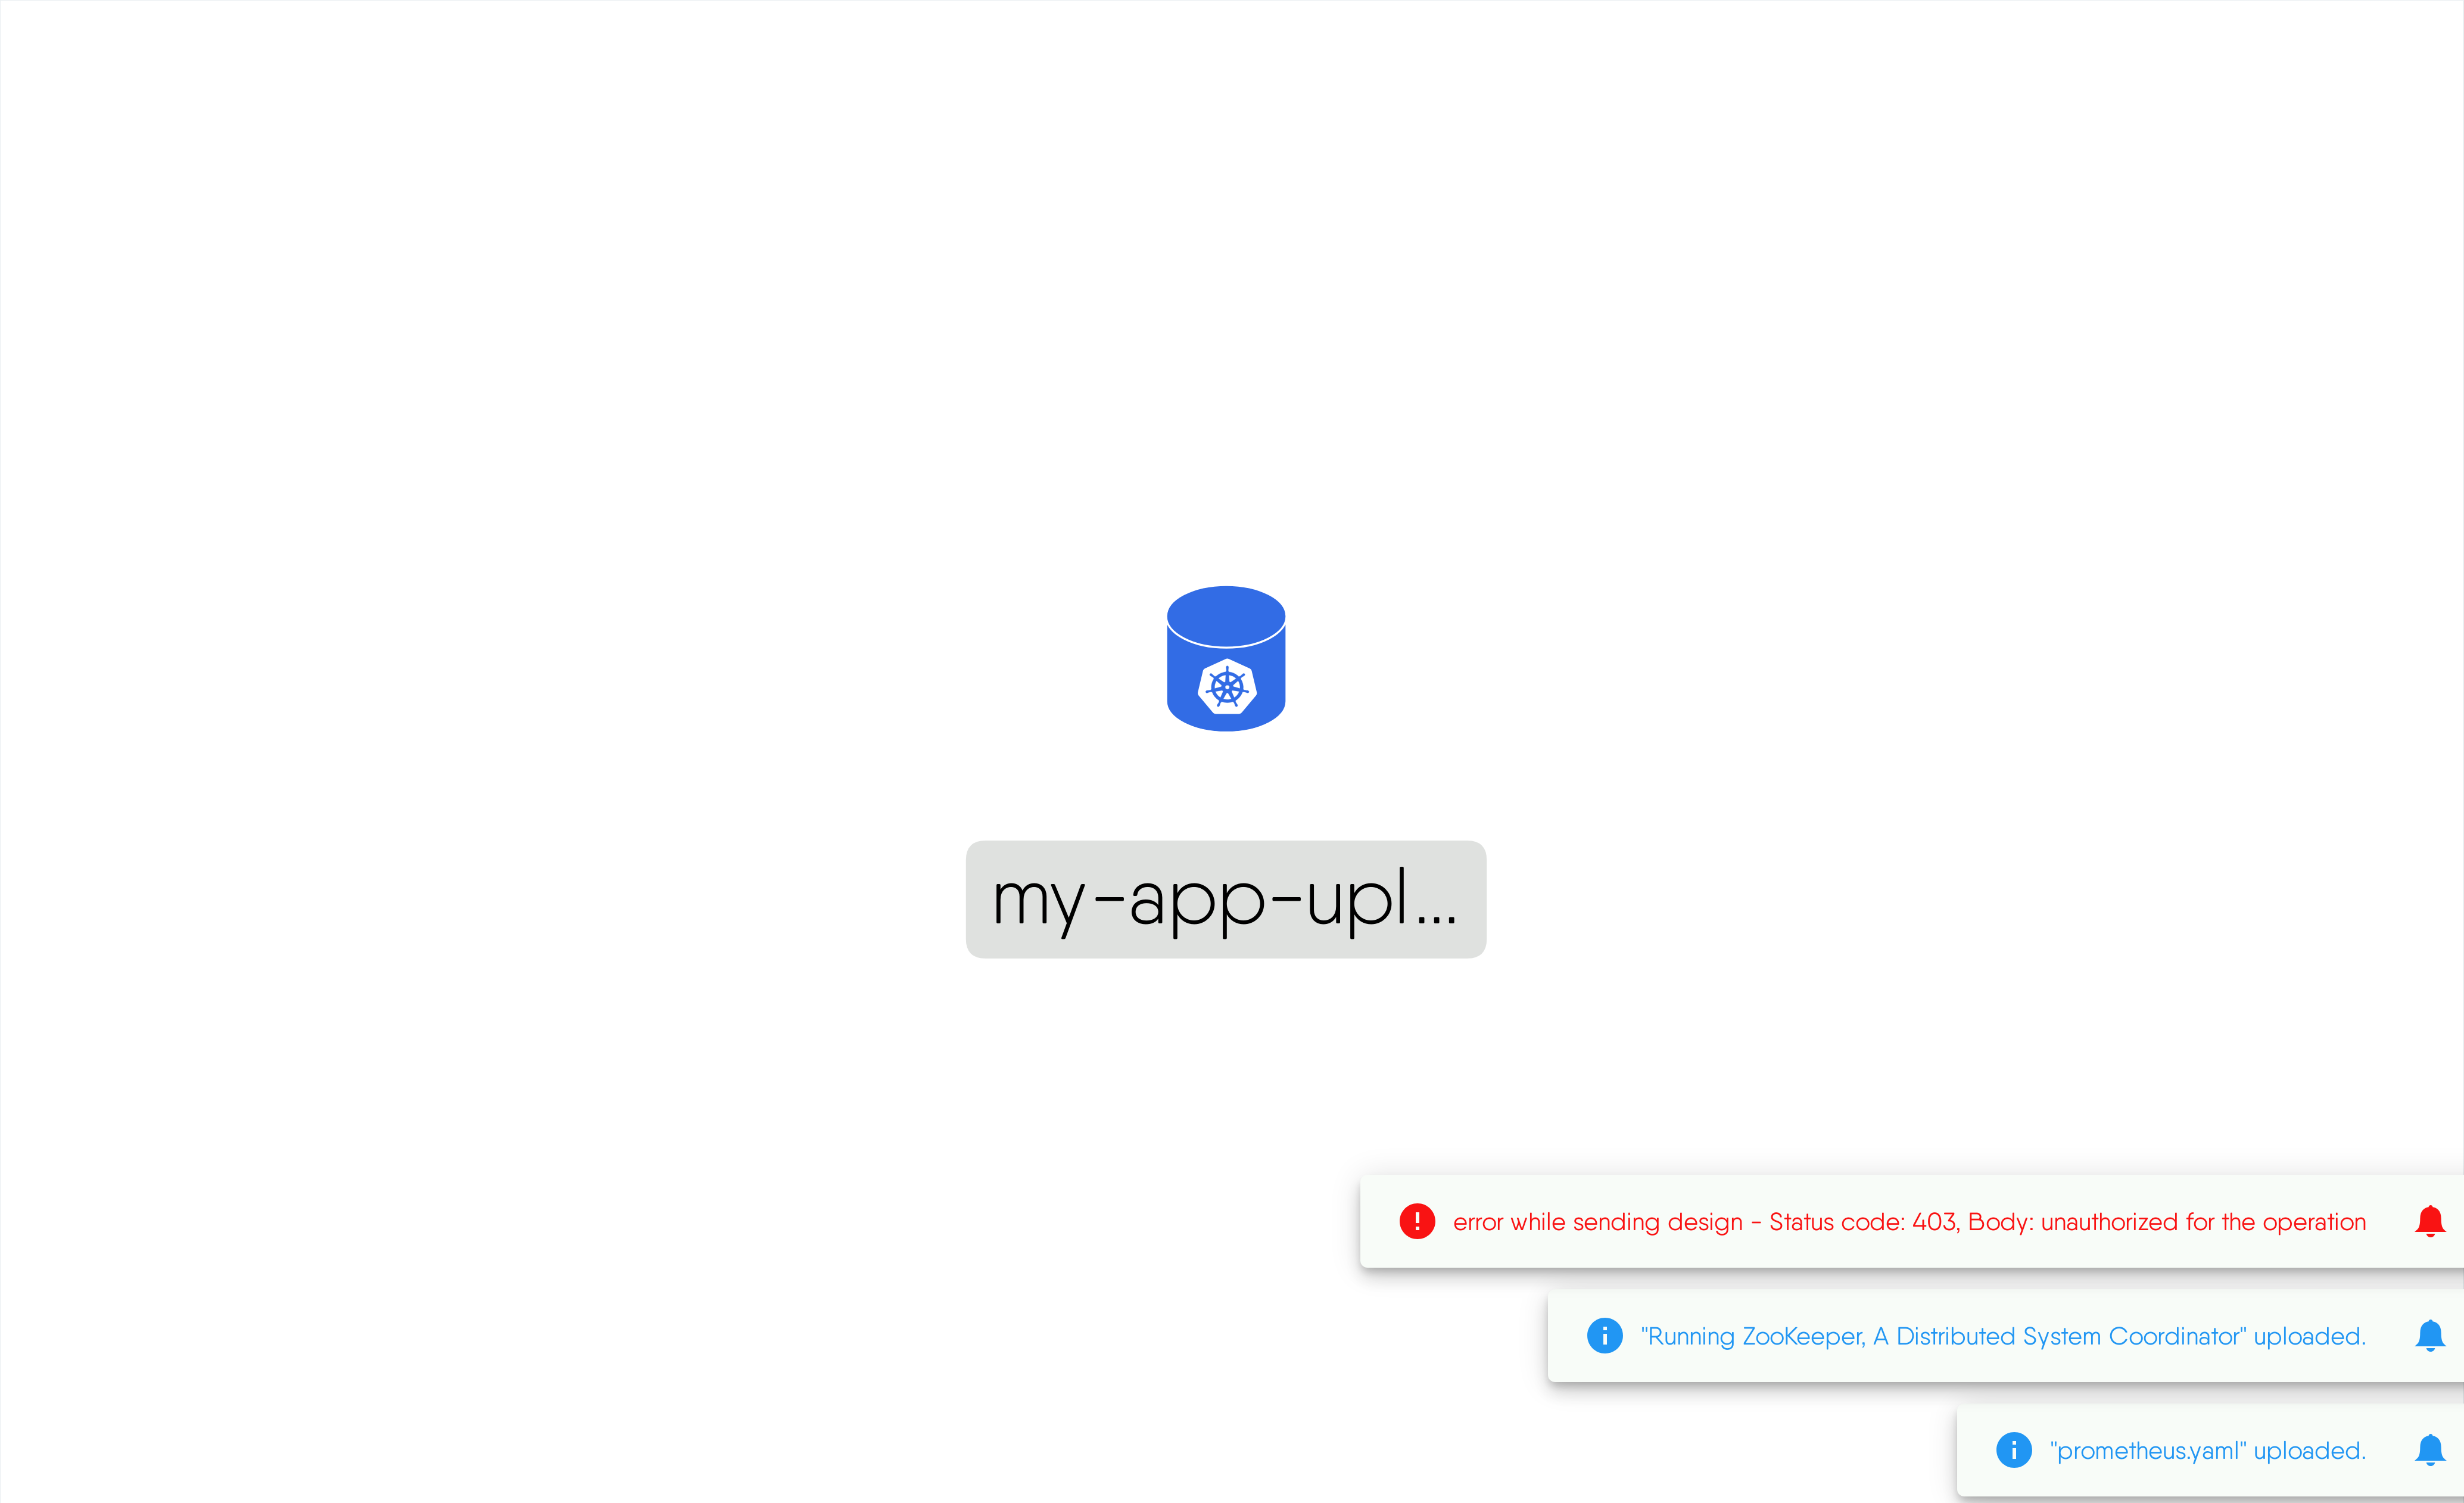 my-app-upl...
error while sending design - Status code: 403, Body: unauthorized for the operation
"Running ZooKeeper, A Distributed System Coordinator" uploaded.
"prometheus.yaml" uploaded.